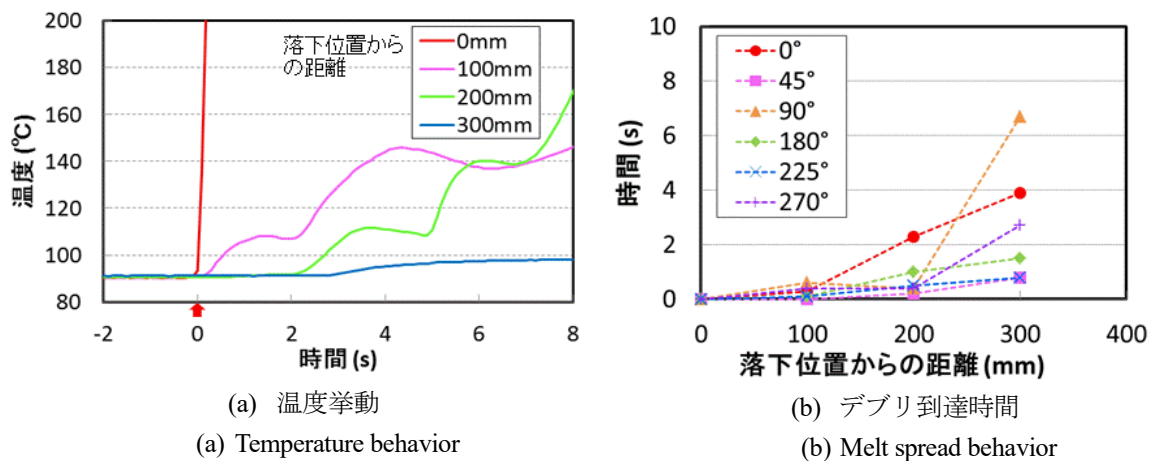 200
180
160
140
120
100
80
温度 (℃)
-2
0
2
4
6
8
時間 (s)
落下位置から
の距離
0mm
100mm
200mm
300mm
(a) 温度挙動
(a) Temperature behavior
10
8
6
4
2
0
時間 (s)
0
100
200
300
400
落下位置からの距離 (mm)
0°
45°
90°
180°
225°
270°
(b) デブリ到達時間
(b) Melt spread behavior